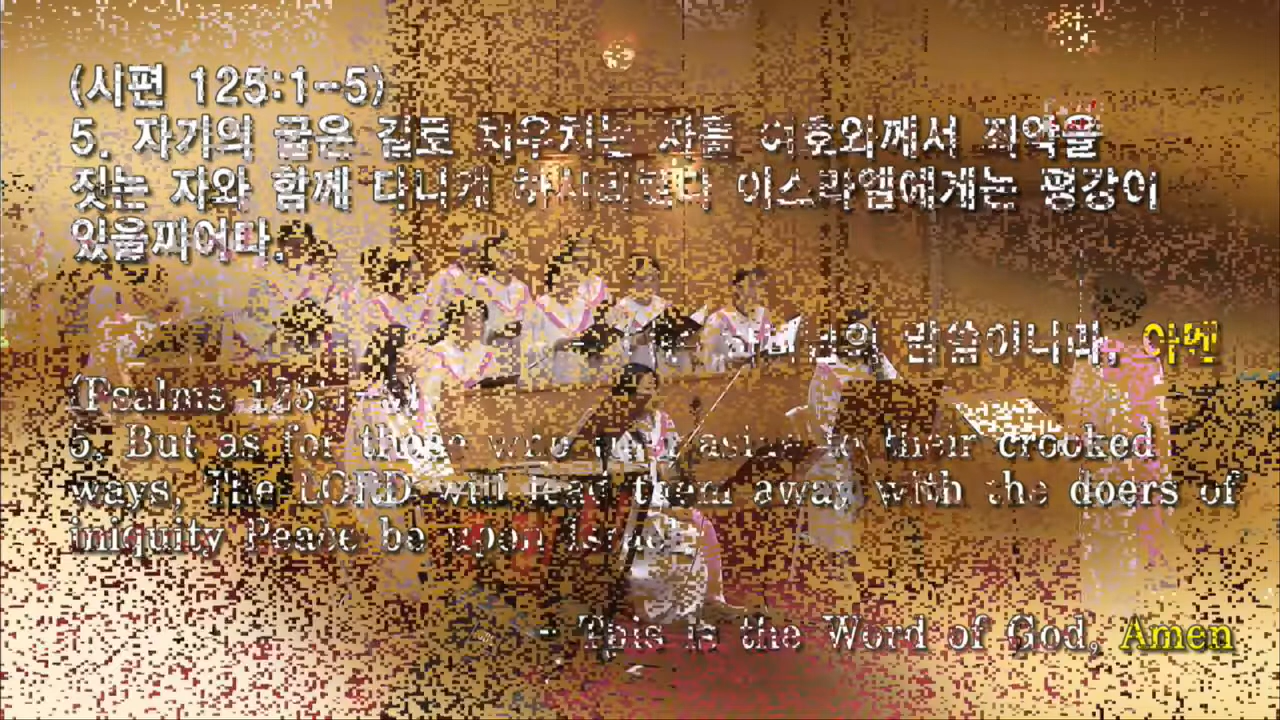 (시편 125:1-5)
5. 자기의 굽은 길로 치우치는 자를 여호와께서 죄악을
짓는 자와 함께 다니게 하시리로다 이스라엘에게는 평강이
있을찌어다.
말씀이니라, 아멘
(Psalms 125:1-5)
5. But as for those who turn aside to their crooked
ways, The LORD will lead them away with the doers of
iniquity Peace be upon Israel
- This is the Word of God, Amen